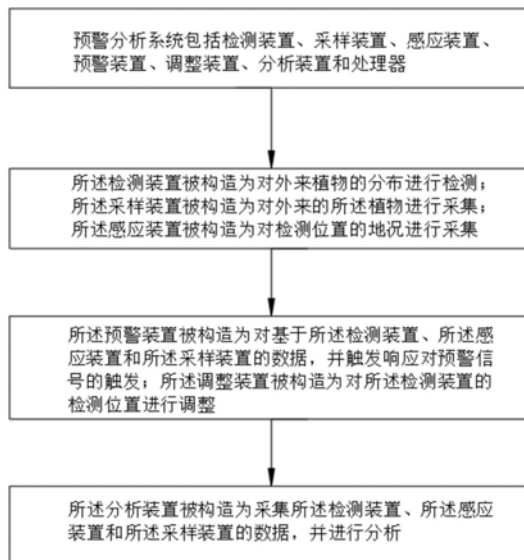 预警分析系统包括检测装置、采样装置、感应装置、
预警装置、调整装置、分析装置和处理器
所述检测装置被构造为对外来植物的分布进行检测;
所述采样装置被构造为对外来的所述植物进行采集;
所述感应装置被构造为对检测位置的地况进行采集
所述预警装置被构造为对基于所述检测装置、所述感
应装置和所述采样装置的数据，并触发响应对预警信
号的触发；所述调整装置被构造为对所述检测装置的
检测位置进行调整
所述分析装置被构造为采集所述检测装置、所述感应
装置和所述采样装置的数据，并进行分析